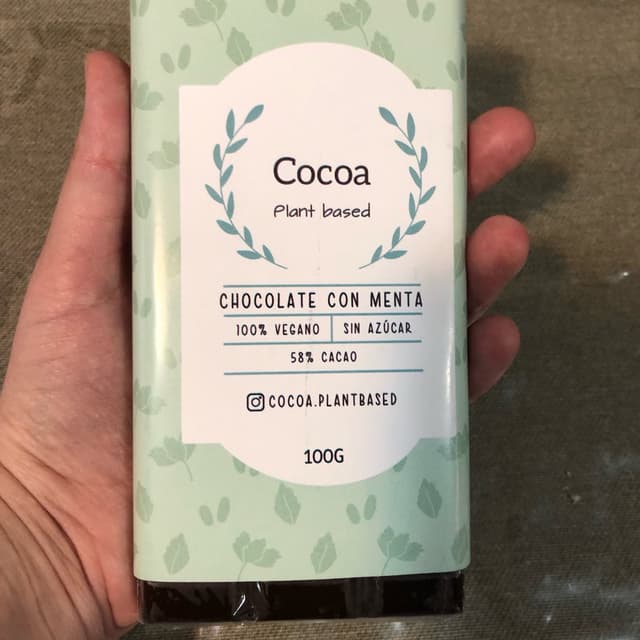 Cocoa
Plant based
CHOCOLATE CON MENTA
100% VEGANO SIN AZÚCAR
58% CACAO
COCOA.PLANTBASED
100G